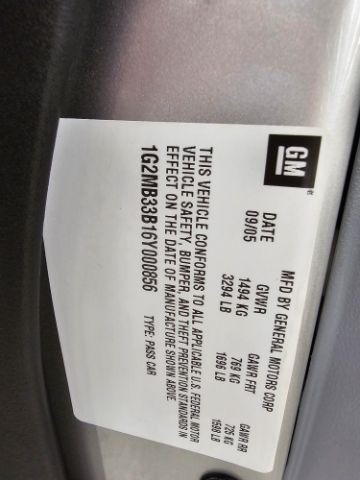 GM
MFD BY GENERAL MOTORS CORP
DATE GVWR GAWR FRT GAWR RR
09/05 1494 KG 769 KG 725 KG
3294 LB 1696 LB 1598 LB
THIS VEHICLE CONFORMS TO ALL APPLICABLE U.S. FEDERAL MOTOR
VEHICLE SAFETY, BUMPER, AND THEFT PREVENTION STANDARDS IN
EFFECT ON THE DATE OF MANUFACTURE SHOWN ABOVE.
1G2MB33B16Y000856 TYPE: PASS CAR